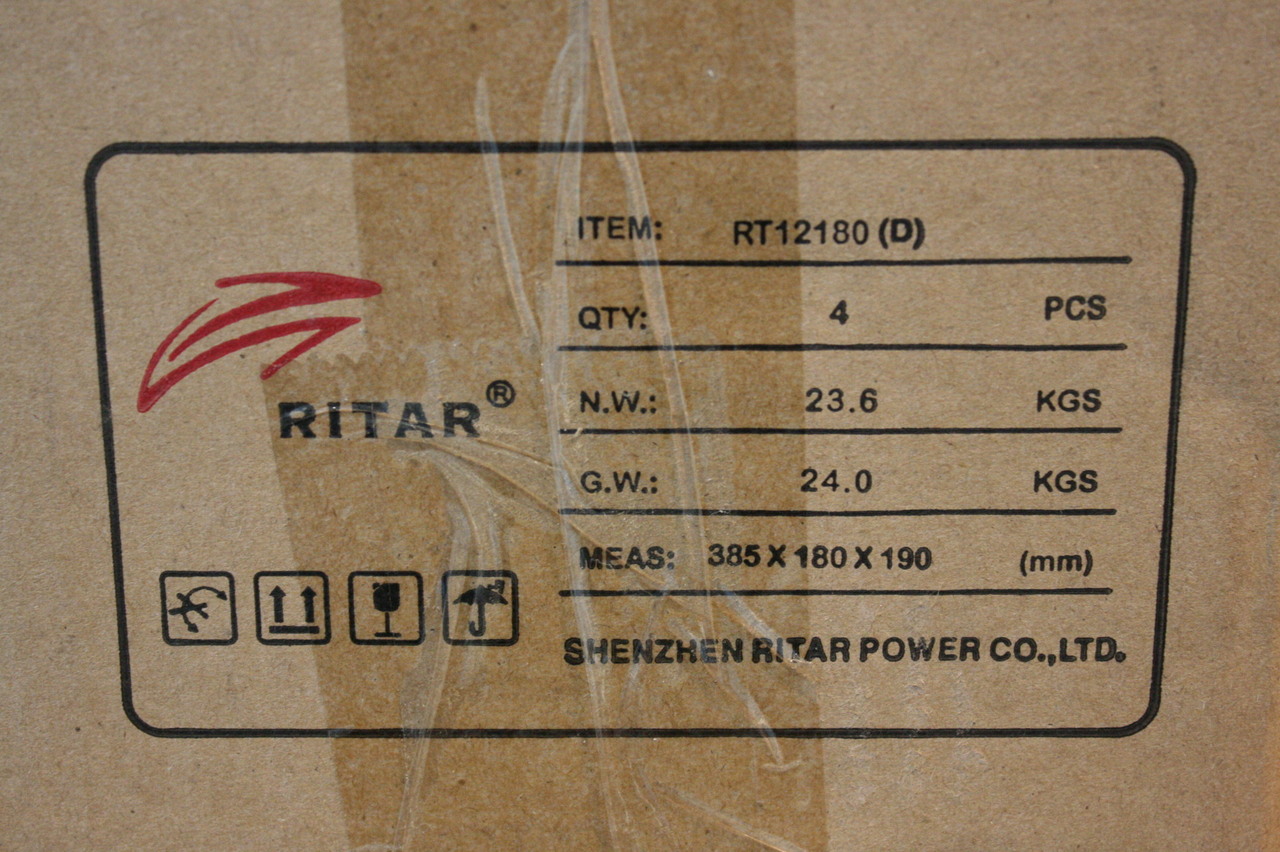 RITAR®
ITEM: RT12180 (D)
QTY: 4 PCS
N.W.: 23.6 KGS
G.W.: 24.0 KGS
MEAS: 385 X 180 X 190 (mm)
SHENZHEN RITAR POWER CO.,LTD.